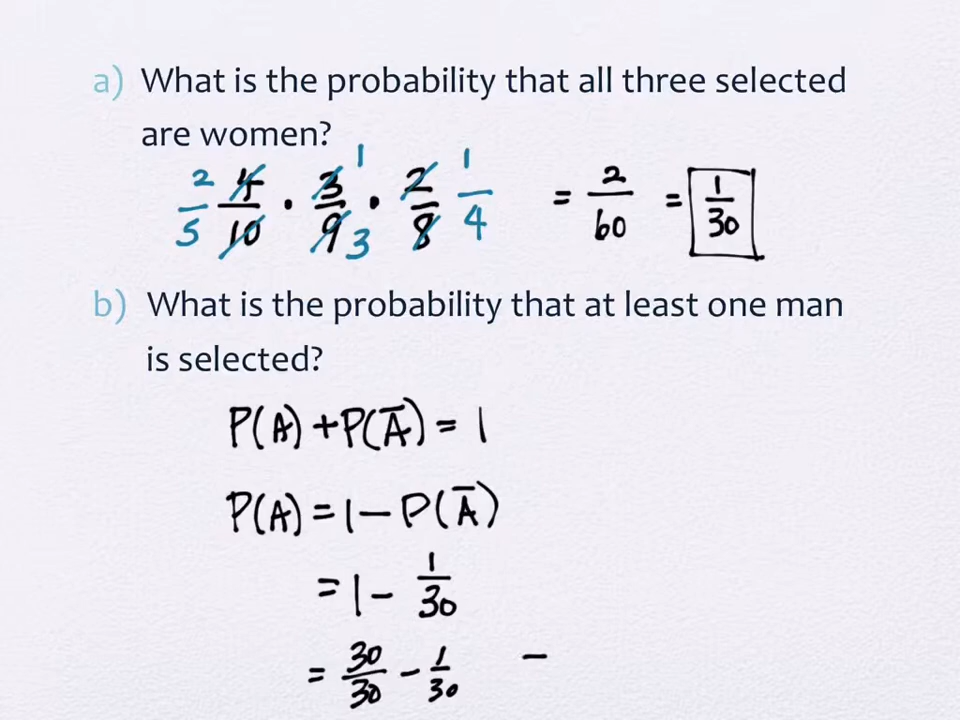 a) What is the probability that all three selected
are women?
2/5 4/10 · 3/9 1/3 · 2/8 1/4 = 2/60 = 1/30
b) What is the probability that at least one man
is selected?
P(A) + P(Ā) = 1
P(A) = 1 − P(Ā)
= 1 − 1/30
= 30/30 − 1/30 −